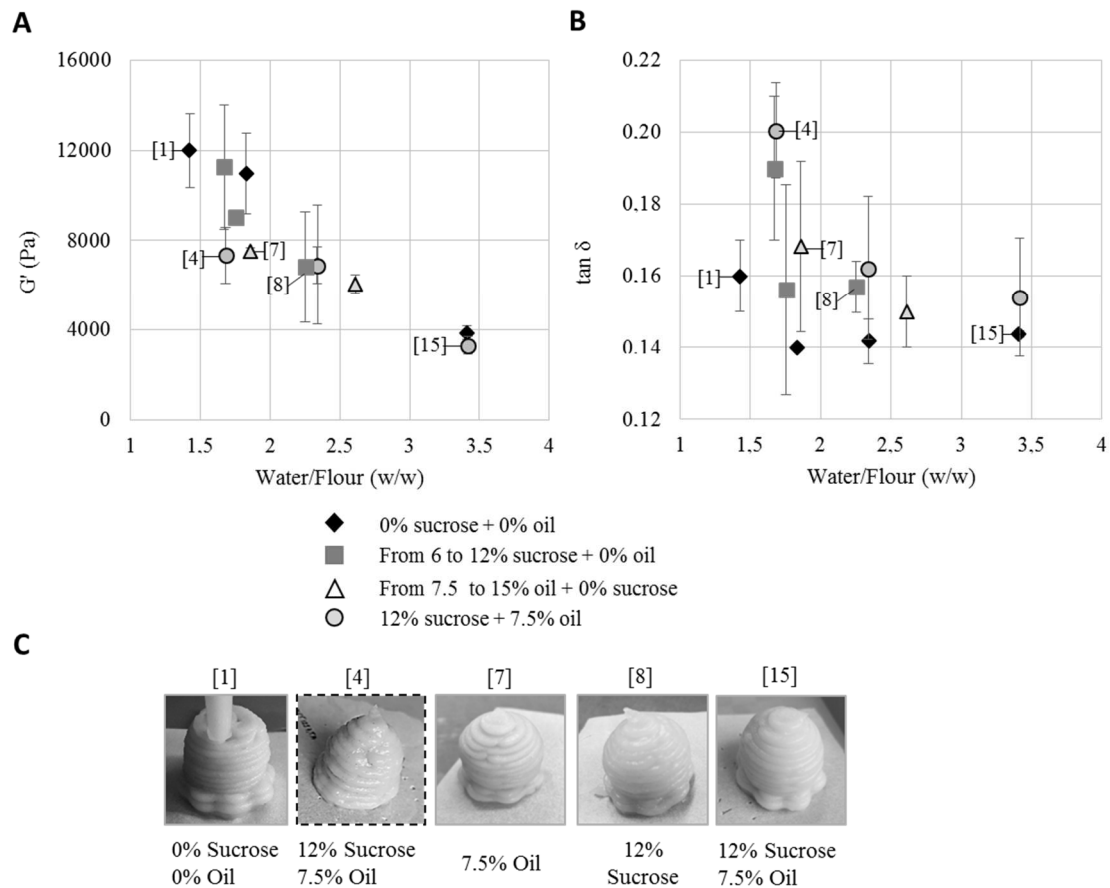 A
B
16000
12000
8000
4000
0
G' (Pa)
[1]
[4]
[7]
[8]
[15]
1
1.5
2
2.5
3
3.5
4
Water/Flour (w/w)
0.22
0.20
0.18
0.16
0.14
0.12
tan δ
[4]
[1]
[7]
[8]
[15]
1
1.5
2
2.5
3
3.5
4
Water/Flour (w/w)
0% sucrose + 0% oil
From 6 to 12% sucrose + 0% oil
From 7.5 to 15% oil + 0% sucrose
12% sucrose + 7.5% oil
C
[1] [4] [7] [8] [15]
0% Sucrose
0% Oil
12% Sucrose
7.5% Oil
7.5% Oil
12%
Sucrose
12% Sucrose
7.5% Oil